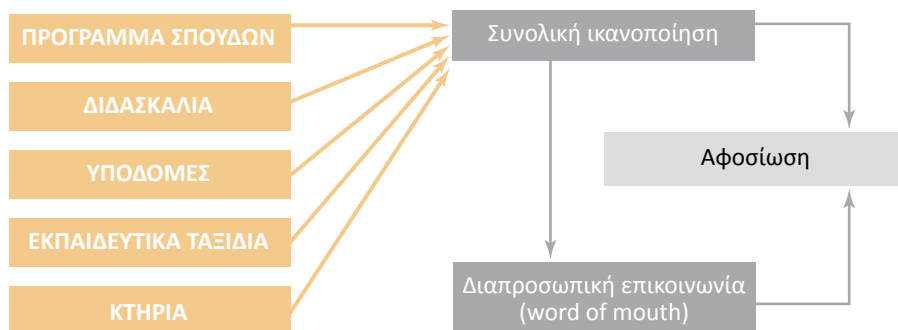 ΠΡΟΓΡΑΜΜΑ ΣΠΟΥΔΩΝ
ΔΙΔΑΣΚΑΛΙΑ
ΥΠΟΔΟΜΕΣ
ΕΚΠΑΙΔΕΥΤΙΚΑ ΤΑΞΙΔΙΑ
ΚΤΗΡΙΑ
Συνολική ικανοποίηση
Αφοσίωση
Διαπροσωπική επικοινωνία
(word of mouth)